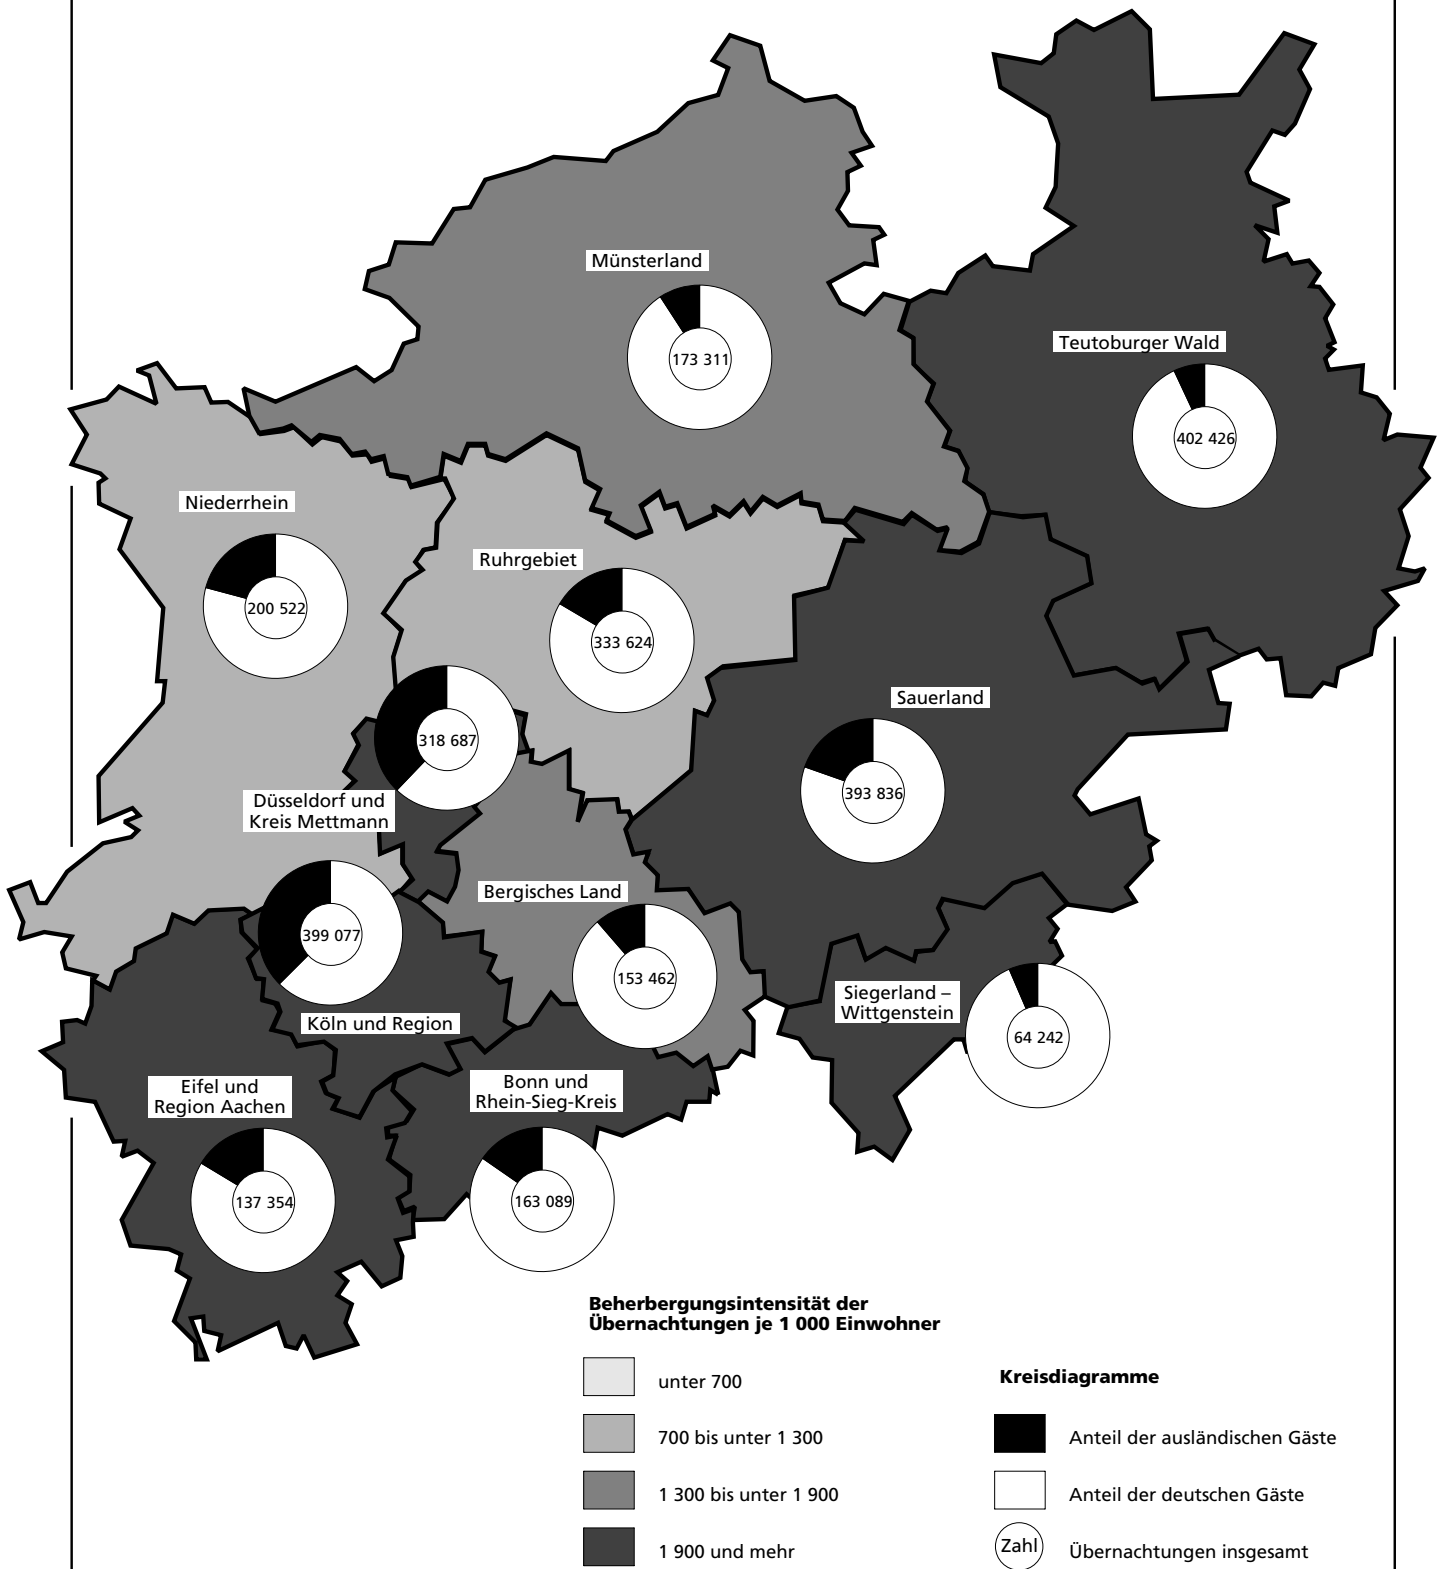 Münsterland
173 311
Teutoburger Wald
402 426
Niederrhein
200 522
Ruhrgebiet
333 624
318 687
Düsseldorf und
Kreis Mettmann
Sauerland
393 836
Bergisches Land
153 462
399 077
Köln und Region
Siegerland –
Wittgenstein
64 242
Eifel und
Region Aachen
137 354
Bonn und
Rhein-Sieg-Kreis
163 089
Beherbergungsintensität der
Übernachtungen je 1 000 Einwohner
unter 700
700 bis unter 1 300
1 300 bis unter 1 900
1 900 und mehr
Kreisdiagramme
Anteil der ausländischen Gäste
Anteil der deutschen Gäste
Zahl
Übernachtungen insgesamt